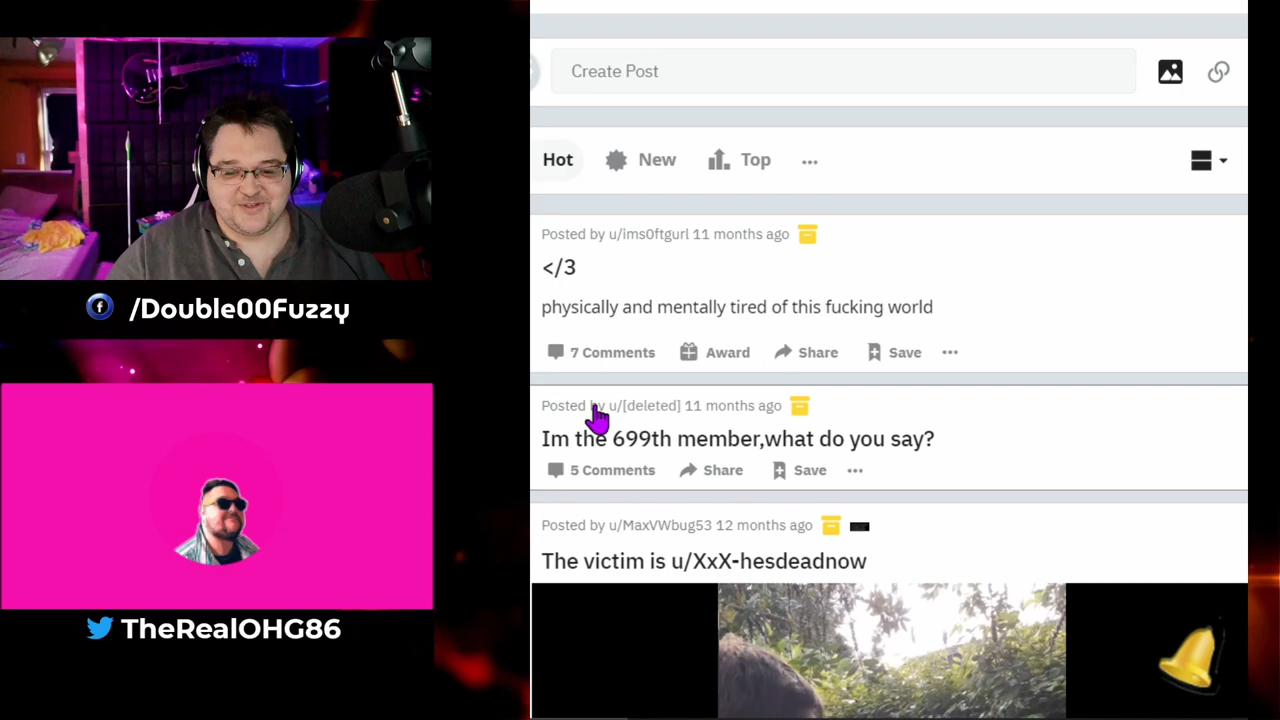 Create Post
Hot New Top ...
Posted by u/ims0ftgurl 11 months ago
</3
physically and mentally tired of this fucking world
7 Comments Award Share Save ...
Posted by u/[deleted] 11 months ago
Im the 699th member,what do you say?
5 Comments Share Save ...
Posted by u/MaxVWbug53 12 months ago
The victim is u/XxX-hesdeadnow
/Double00Fuzzy
TheRealOHG86